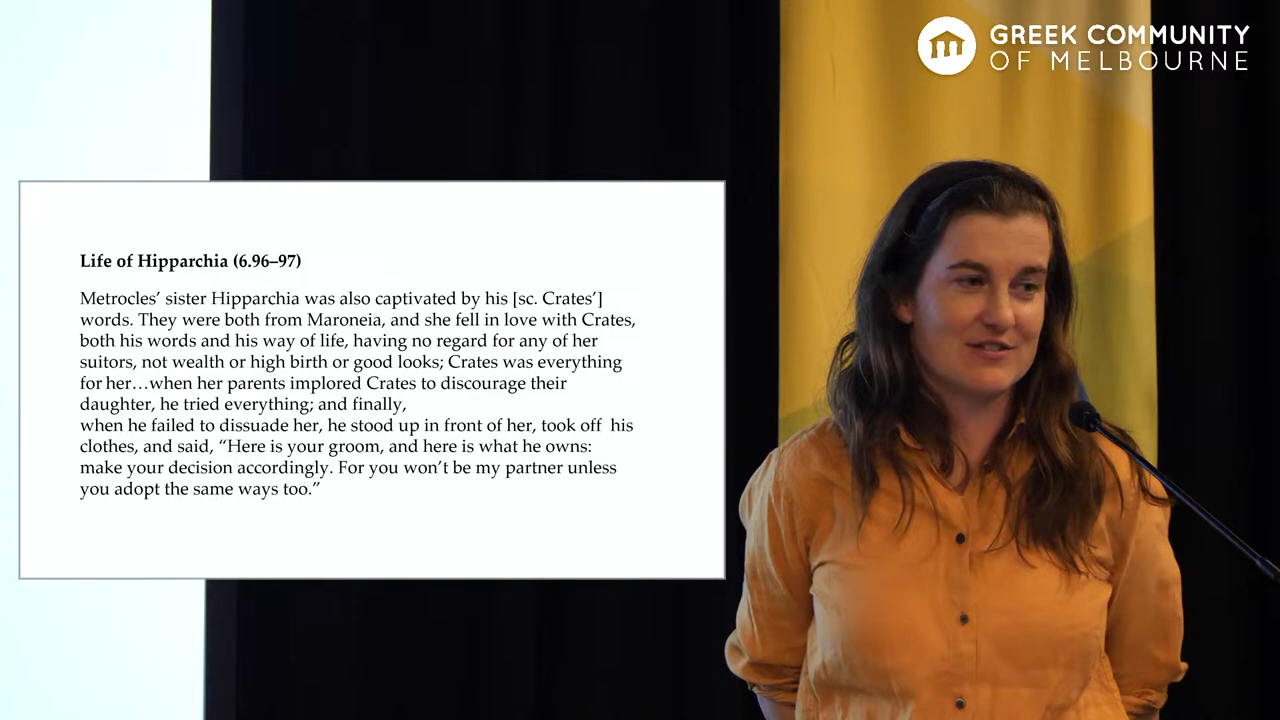 GREEK COMMUNITY
OF MELBOURNE
Life of Hipparchia (6.96–97)
Metrocles’ sister Hipparchia was also captivated by his [sc. Crates’]
words. They were both from Maroneia, and she fell in love with Crates,
both his words and his way of life, having no regard for any of her
suitors, not wealth or high birth or good looks; Crates was everything
for her…when her parents implored Crates to discourage their
daughter, he tried everything; and finally,
when he failed to dissuade her, he stood up in front of her, took off  his
clothes, and said, “Here is your groom, and here is what he owns:
make your decision accordingly. For you won’t be my partner unless
you adopt the same ways too.”